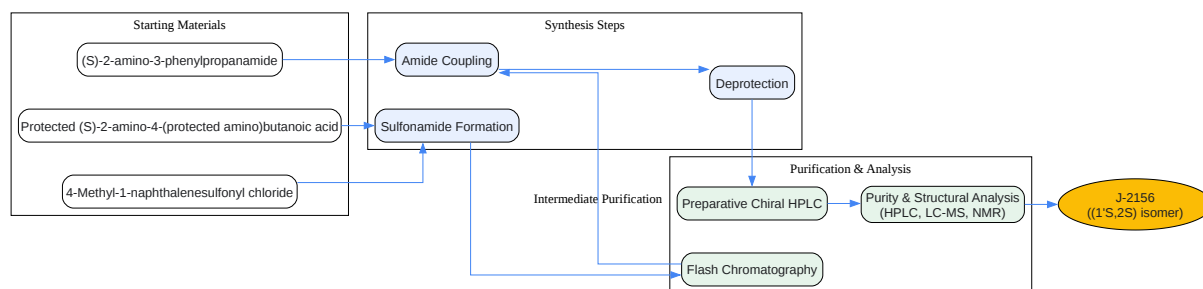 Starting Materials
(S)-2-amino-3-phenylpropanamide
Protected (S)-2-amino-4-(protected amino)butanoic acid
4-Methyl-1-naphthalenesulfonyl chloride
Synthesis Steps
Amide Coupling
Deprotection
Sulfonamide Formation
Intermediate Purification
Purification & Analysis
Preparative Chiral HPLC
Purity & Structural Analysis
(HPLC, LC-MS, NMR)
Flash Chromatography
J-2156
((1'S,2S) isomer)